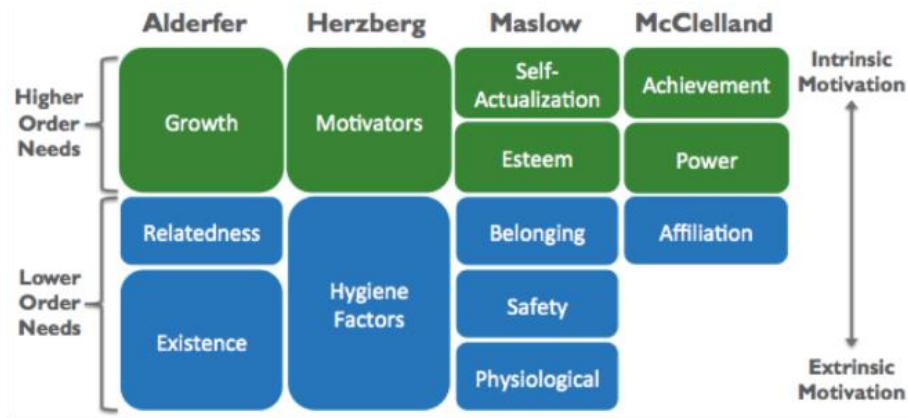 Alderfer Herzberg Maslow McClelland
Higher
Order
Needs
Growth
Motivators
Self-
Actualization
Achievement
Esteem
Power
Intrinsic
Motivation
Lower
Order
Needs
Relatedness
Existence
Hygiene
Factors
Belonging
Affiliation
Safety
Physiological
Extrinsic
Motivation